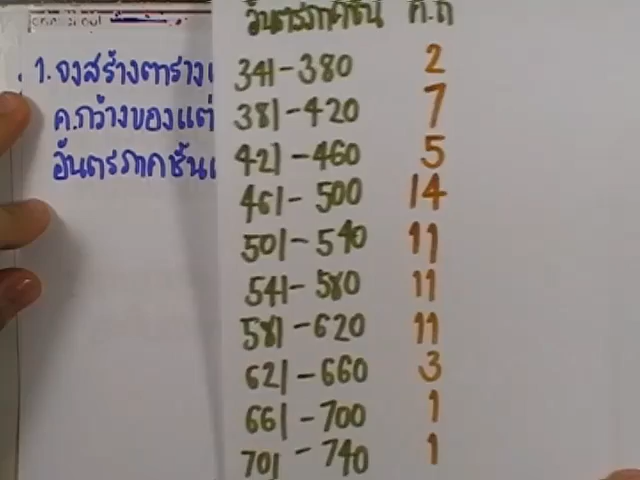 1. จงสร้างตาราง
ค.กว้างของแต่
อันตรภาคชั้น
อันตรภาคชั้น ค.ถ
341-380 2
381-420 7
421-460 5
461-500 14
501-540 11
541-580 11
581-620 11
621-660 3
661-700 1
701-740 1